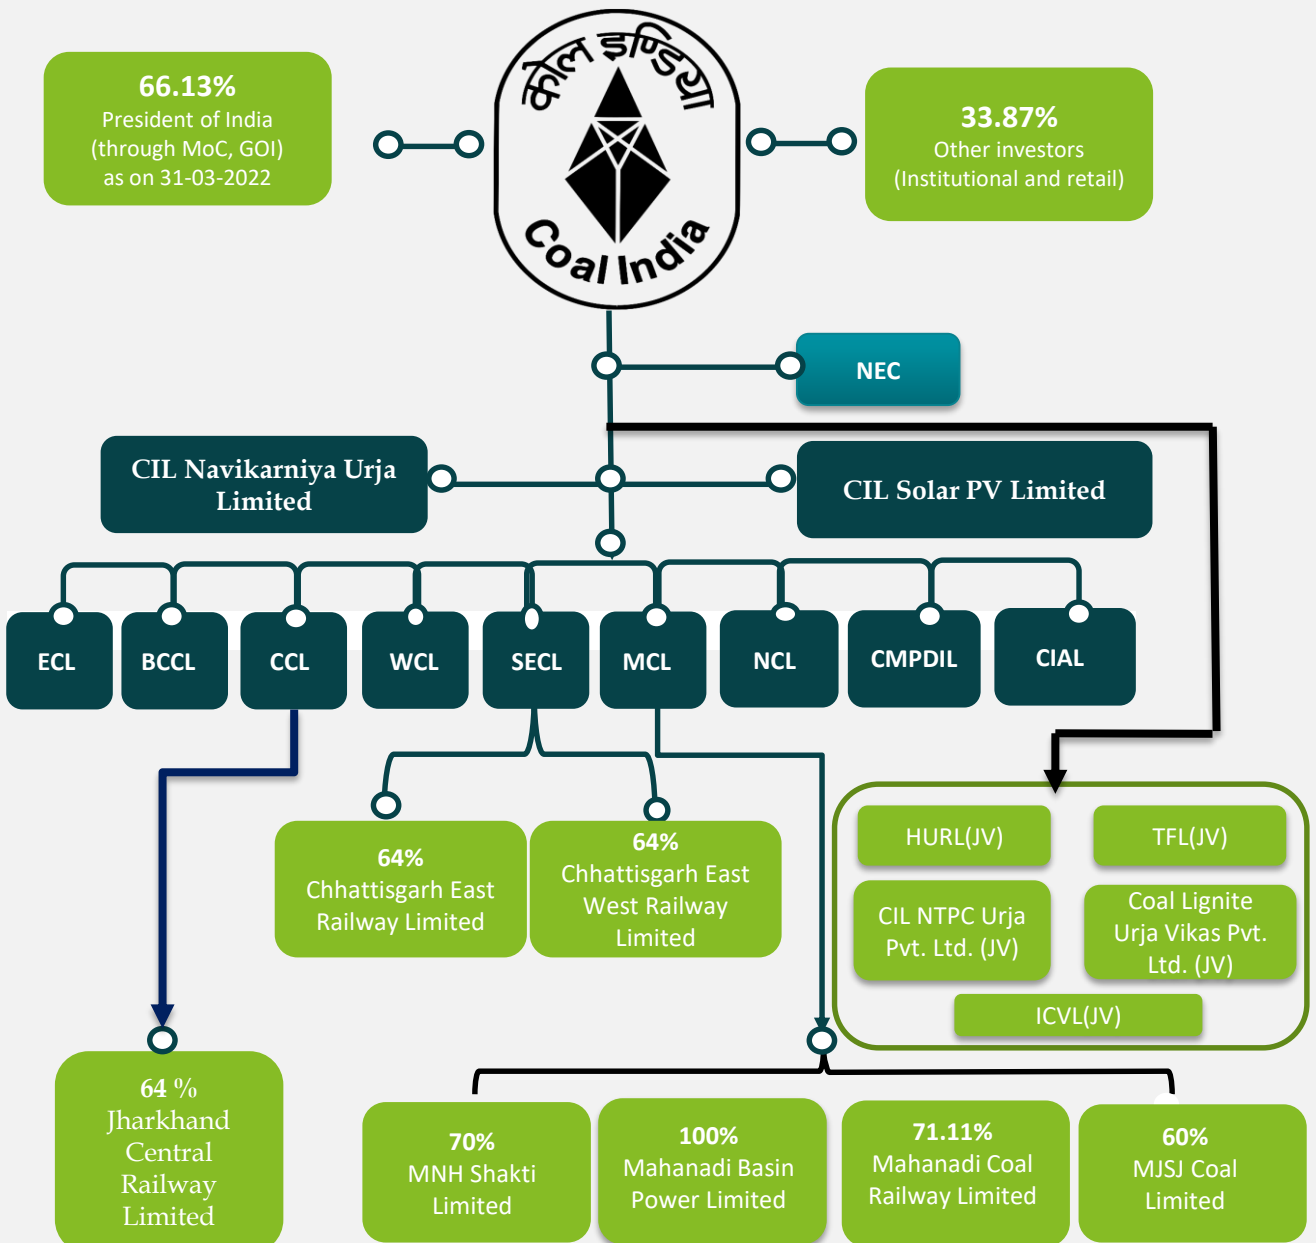 कोल इण्डिया
Coal India
66.13%
President of India
(through MoC, GOI)
as on 31-03-2022
33.87%
Other investors
(Institutional and retail)
NEC
CIL Navikarniya Urja
Limited
CIL Solar PV Limited
ECL
BCCL
CCL
WCL
SECL
MCL
NCL
CMPDIL
CIAL
64%
Chhattisgarh East
Railway Limited
64%
Chhattisgarh East
West Railway
Limited
HURL(JV)
TFL(JV)
CIL NTPC Urja
Pvt. Ltd. (JV)
Coal Lignite
Urja Vikas Pvt.
Ltd. (JV)
ICVL(JV)
64 %
Jharkhand
Central
Railway
Limited
70%
MNH Shakti
Limited
100%
Mahanadi Basin
Power Limited
71.11%
Mahanadi Coal
Railway Limited
60%
MJSJ Coal
Limited